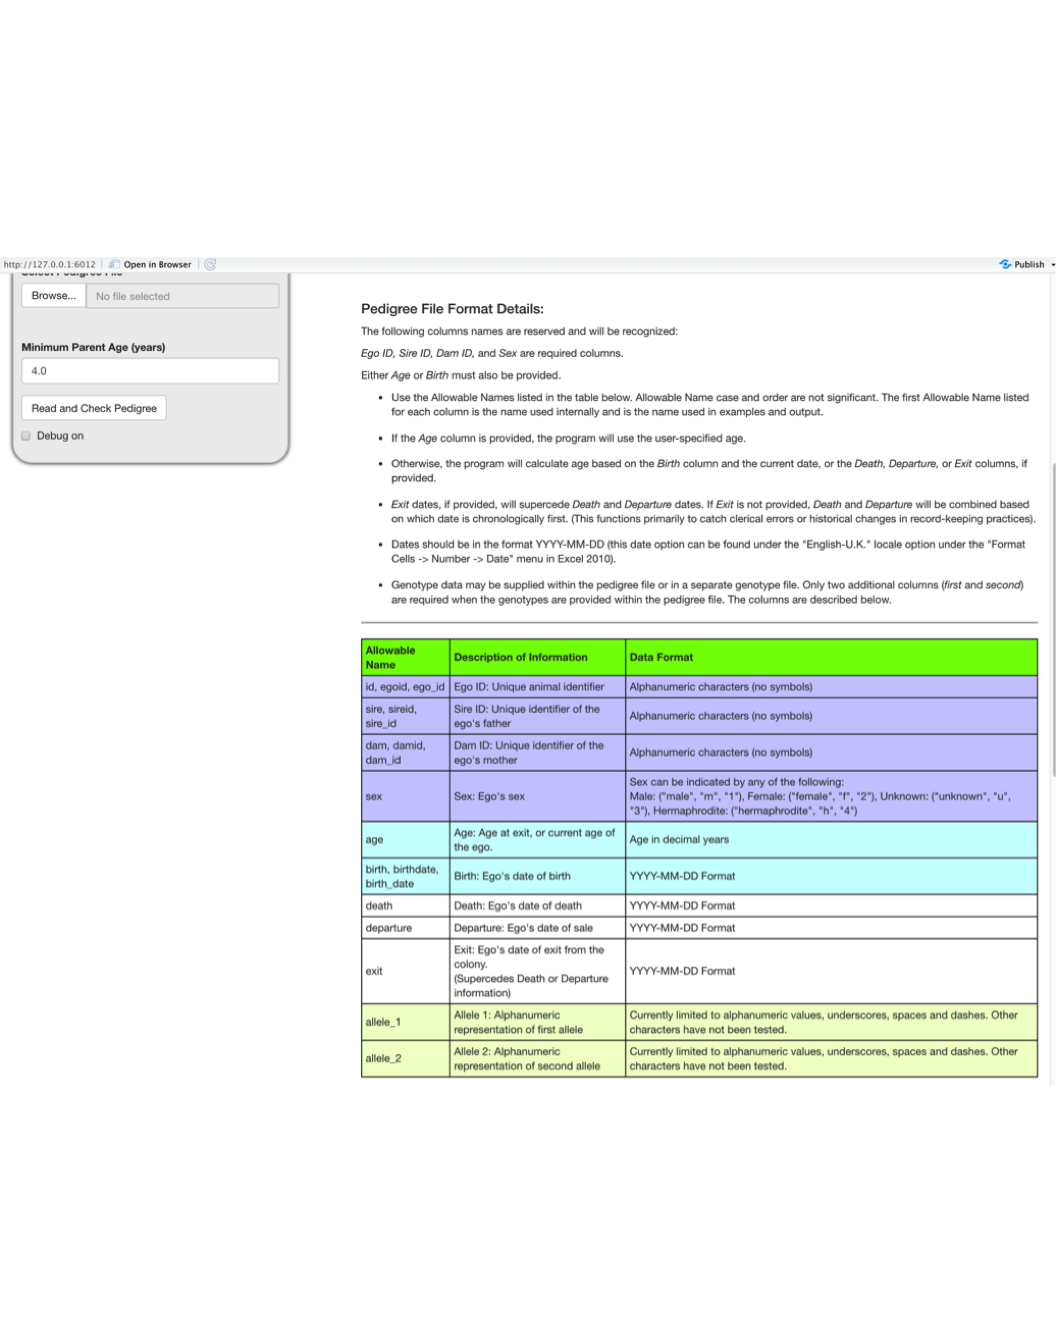 http://127.0.0.1:6012 Open in Browser Publish
Select Pedigree File
Browse... No file selected
Minimum Parent Age (years)
4.0
Read and Check Pedigree
Debug on
Pedigree File Format Details:
The following columns names are reserved and will be recognized:
Ego ID, Sire ID, Dam ID, and Sex are required columns.
Either Age or Birth must also be provided.
• Use the Allowable Names listed in the table below. Allowable Name case and order are not significant. The first Allowable Name listed
for each column is the name used internally and is the name used in examples and output.
• If the Age column is provided, the program will use the user-specified age.
• Otherwise, the program will calculate age based on the Birth column and the current date, or the Death, Departure, or Exit columns, if
provided.
• Exit dates, if provided, will supercede Death and Departure dates. If Exit is not provided, Death and Departure will be combined based
on which date is chronologically first. (This functions primarily to catch clerical errors or historical changes in record-keeping practices).
• Dates should be in the format YYYY-MM-DD (this date option can be found under the "English-U.K." locale option under the "Format
Cells -> Number -> Date" menu in Excel 2010).
• Genotype data may be supplied within the pedigree file or in a separate genotype file. Only two additional columns (first and second)
are required when the genotypes are provided within the pedigree file. The columns are described below.
Allowable
Name
Description of Information
Data Format
id, egoid, ego_id
Ego ID: Unique animal identifier
Alphanumeric characters (no symbols)
sire, sireid,
sire_id
Sire ID: Unique identifier of the
ego's father
Alphanumeric characters (no symbols)
dam, damid,
dam_id
Dam ID: Unique identifier of the
ego's mother
Alphanumeric characters (no symbols)
sex
Sex: Ego's sex
Sex can be indicated by any of the following:
Male: ("male", "m", "1"), Female: ("female", "f", "2"), Unknown: ("unknown", "u",
"3"), Hermaphrodite: ("hermaphrodite", "h", "4")
age
Age: Age at exit, or current age of
the ego.
Age in decimal years
birth, birthdate,
birth_date
Birth: Ego's date of birth
YYYY-MM-DD Format
death
Death: Ego's date of death
YYYY-MM-DD Format
departure
Departure: Ego's date of sale
YYYY-MM-DD Format
exit
Exit: Ego's date of exit from the
colony.
(Supercedes Death or Departure
information)
YYYY-MM-DD Format
allele_1
Allele 1: Alphanumeric
representation of first allele
Currently limited to alphanumeric values, underscores, spaces and dashes. Other
characters have not been tested.
allele_2
Allele 2: Alphanumeric
representation of second allele
Currently limited to alphanumeric values, underscores, spaces and dashes. Other
characters have not been tested.